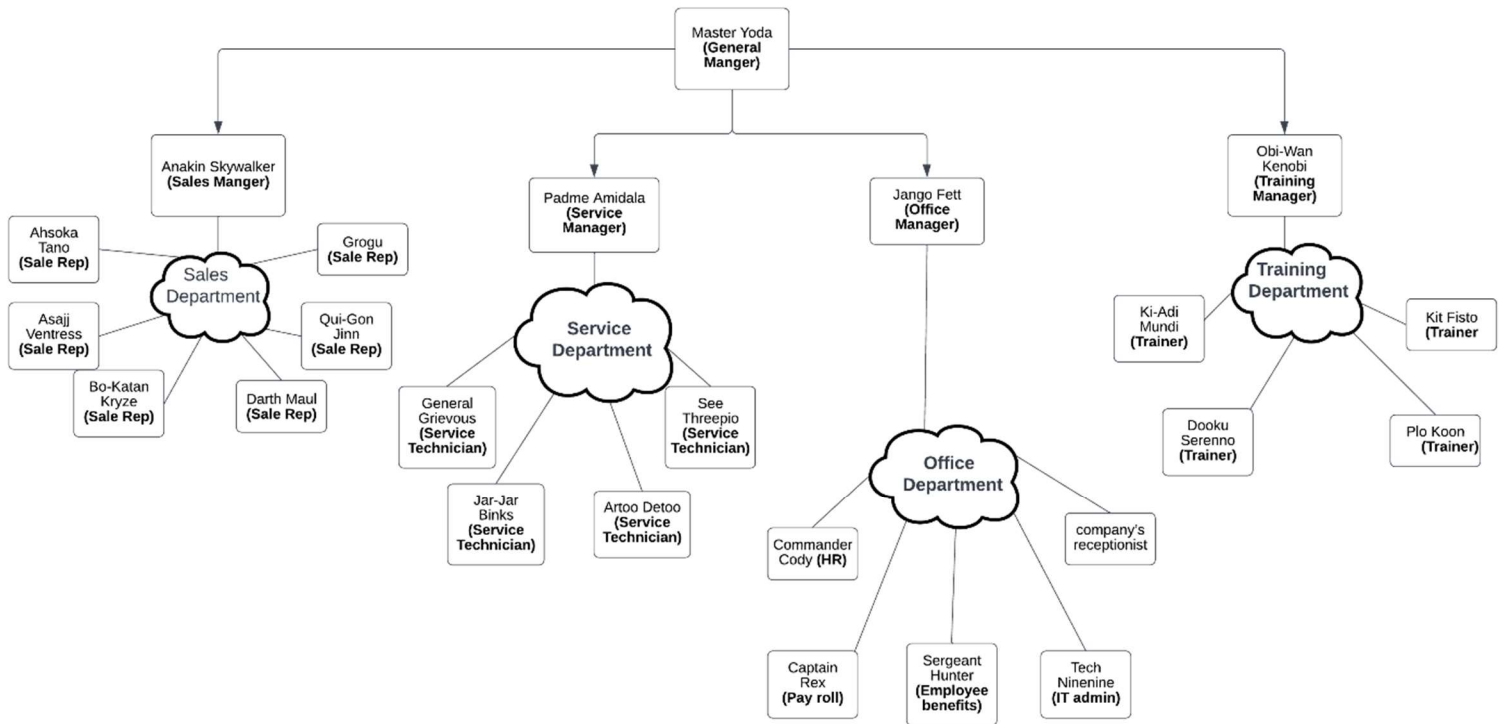 Master Yoda
(General
Manger)
Anakin Skywalker
(Sales Manger)
Padme Amidala
(Service
Manager)
Jango Fett
(Office
Manager)
Obi-Wan
Kenobi
(Training
Manager)
Ahsoka
Tano
(Sale Rep)
Grogu
(Sale Rep)
Sales
Department
Asajj
Ventress
(Sale Rep)
Qui-Gon
Jinn
(Sale Rep)
Bo-Katan
Kryze
(Sale Rep)
Darth Maul
(Sale Rep)
Service
Department
General
Grievous
(Service
Technician)
See
Threepio
(Service
Technician)
Jar-Jar
Binks
(Service
Technician)
Artoo Detoo
(Service
Technician)
Office
Department
Commander
Cody (HR)
company's
receptionist
Captain
Rex
(Pay roll)
Sergeant
Hunter
(Employee
benefits)
Tech
Ninenine
(IT admin)
Training
Department
Ki-Adi
Mundi
(Trainer)
Kit Fisto
(Trainer
Dooku
Serenno
(Trainer)
Plo Koon
(Trainer)